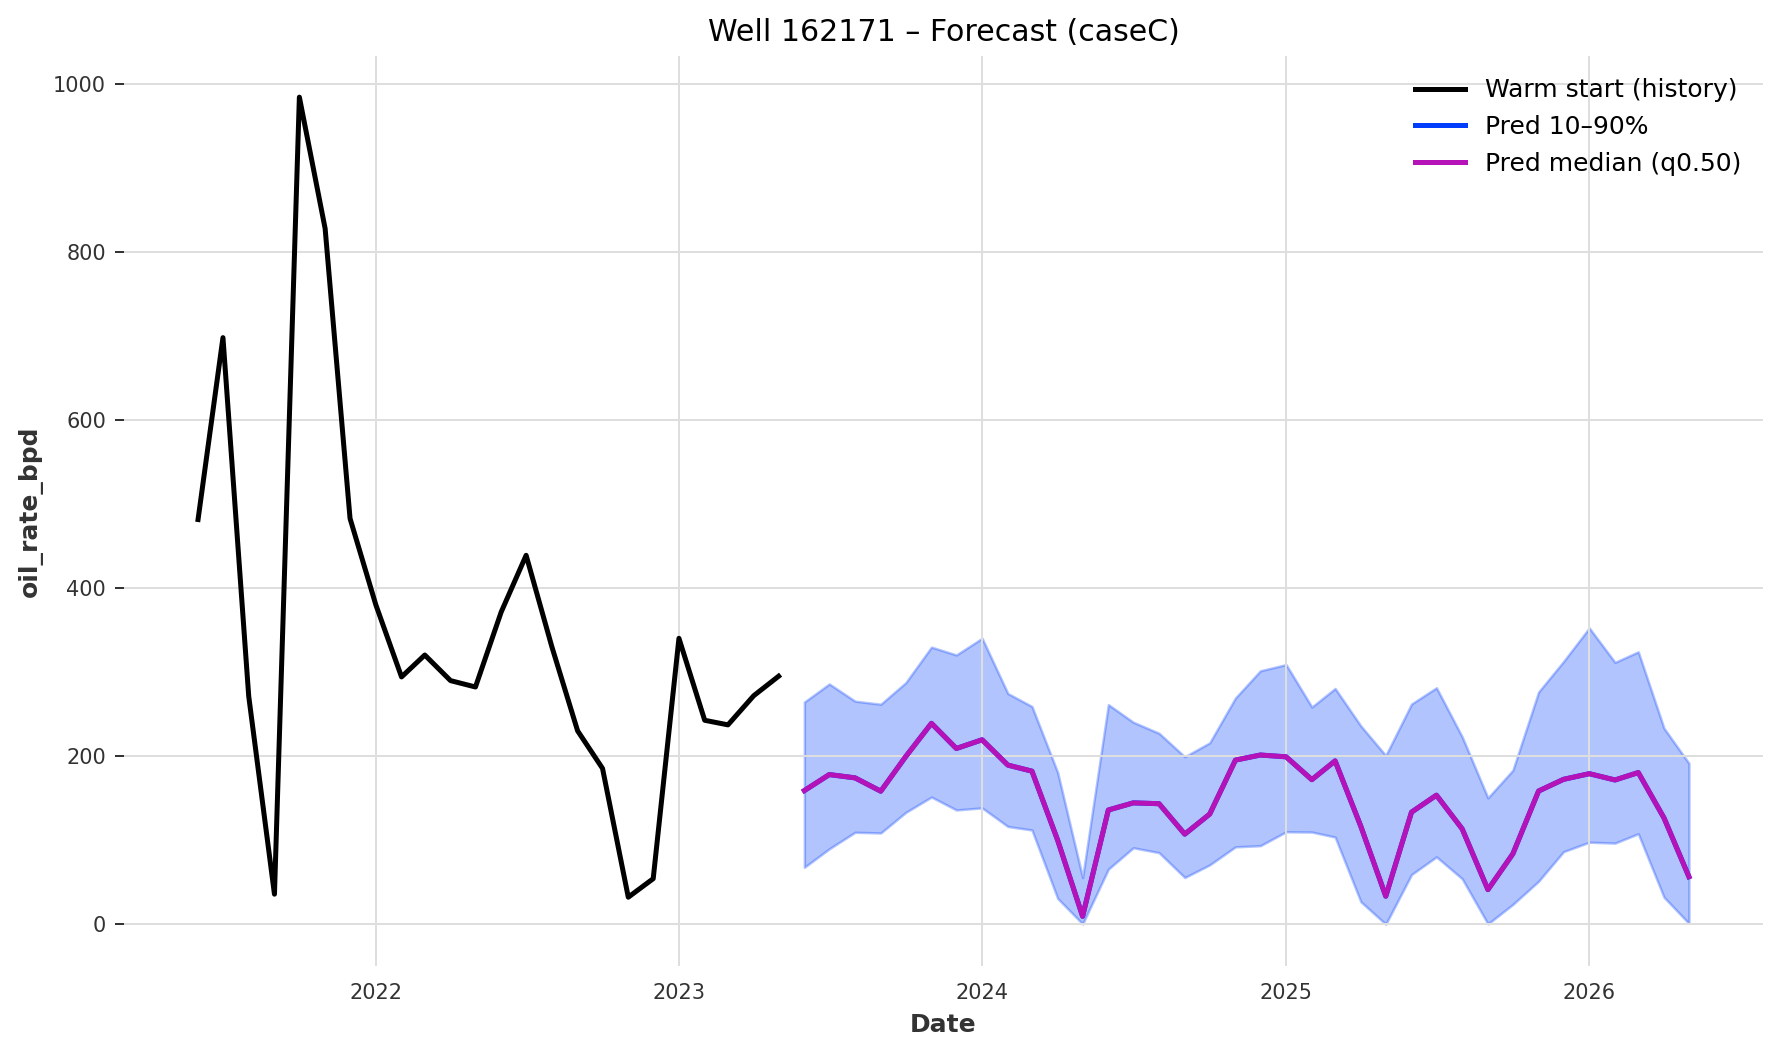 Well 162171 – Forecast (caseC)
Warm start (history)
Pred 10–90%
Pred median (q0.50)
oil_rate_bpd
1000
800
600
400
200
0
2022 2023 2024 2025 2026
Date